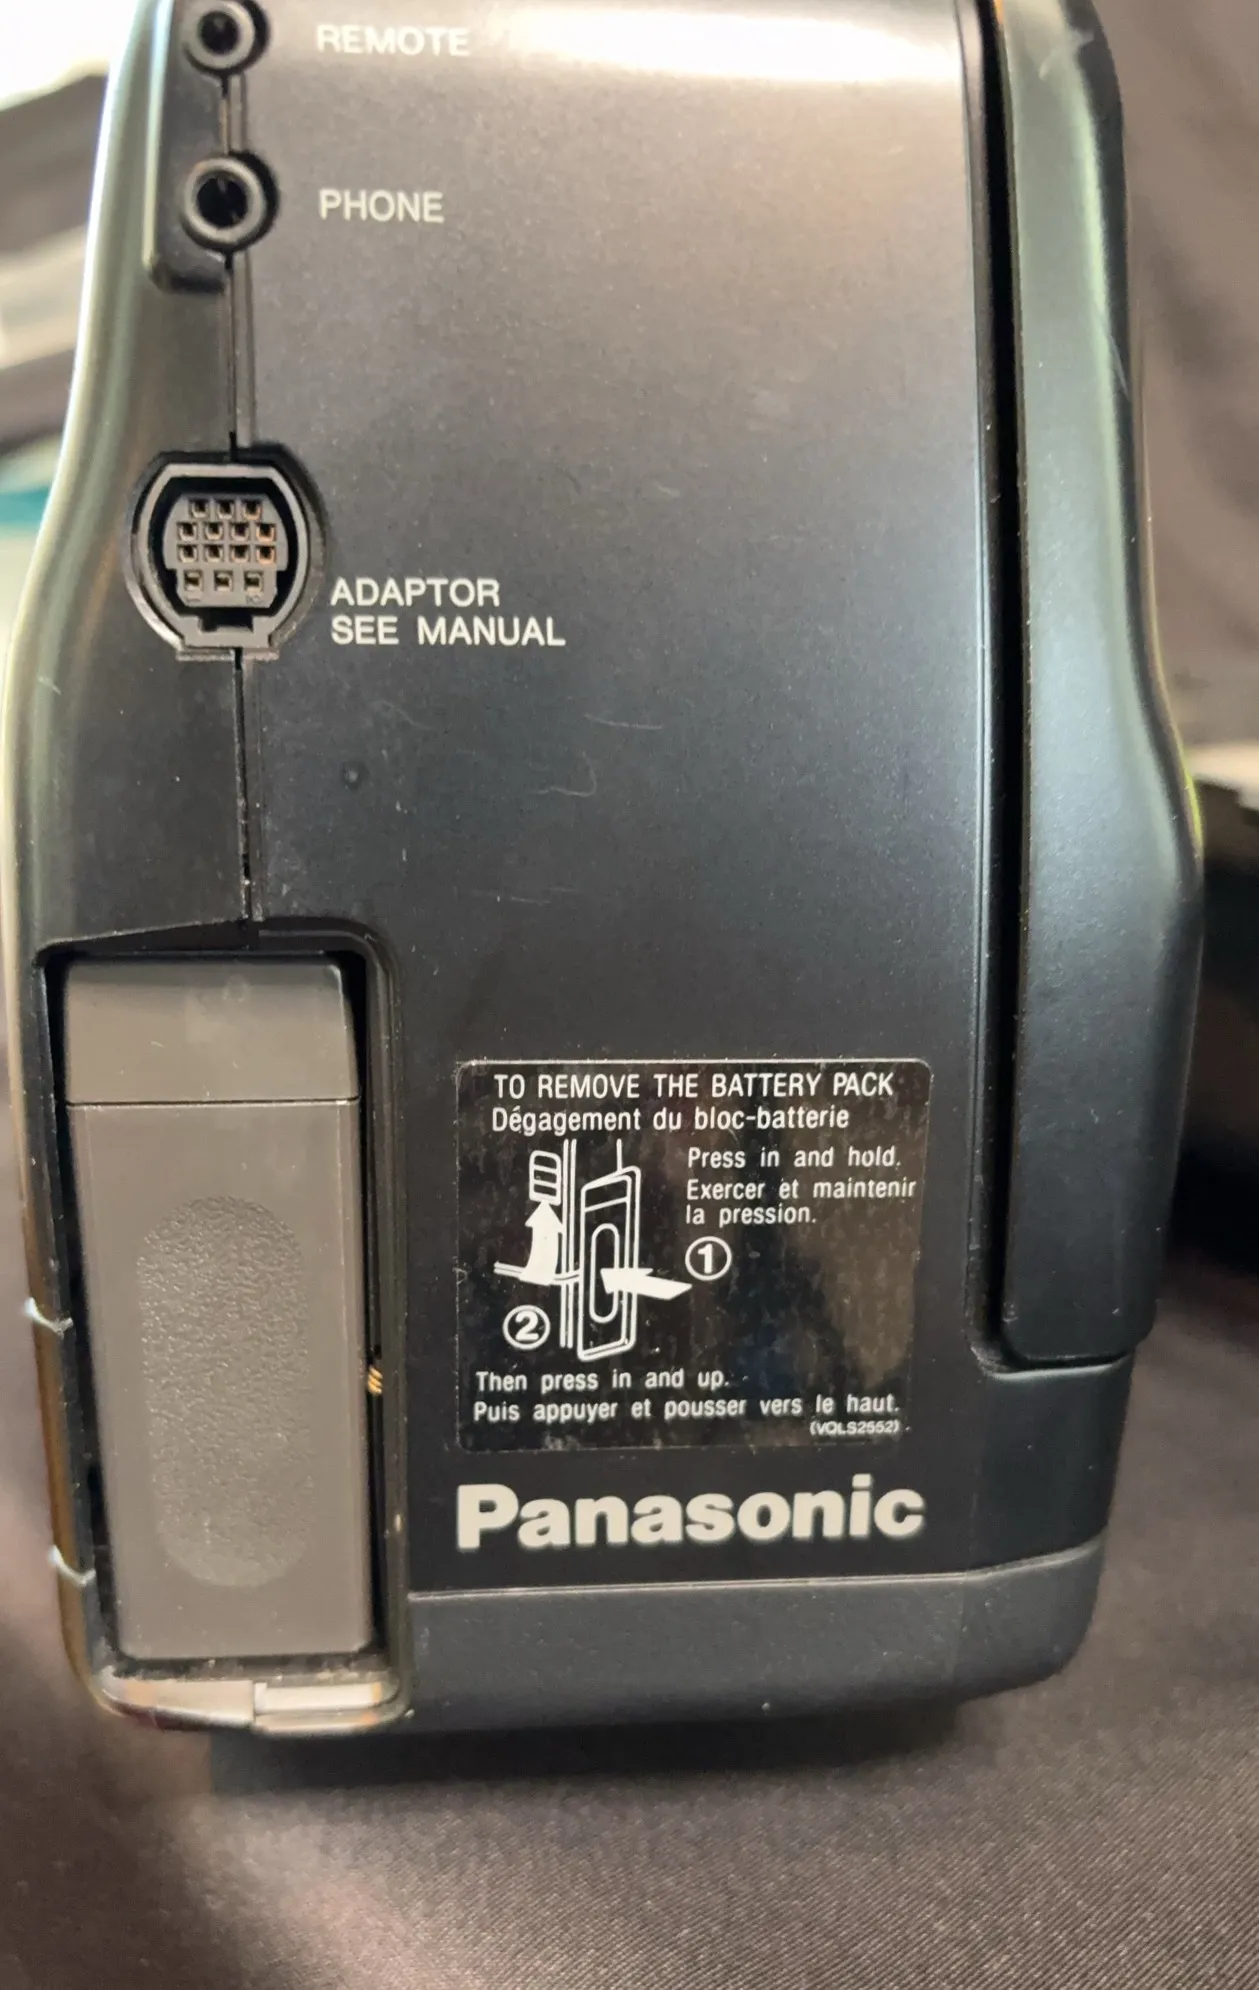 REMOTE
PHONE
ADAPTOR
SEE MANUAL
TO REMOVE THE BATTERY PACK
Dégagement du bloc-batterie
Press in and hold.
Exercer et maintenir
la pression.
1
2
Then press in and up.
Puis appuyer et pousser vers le haut.
(VQLS2552)
Panasonic